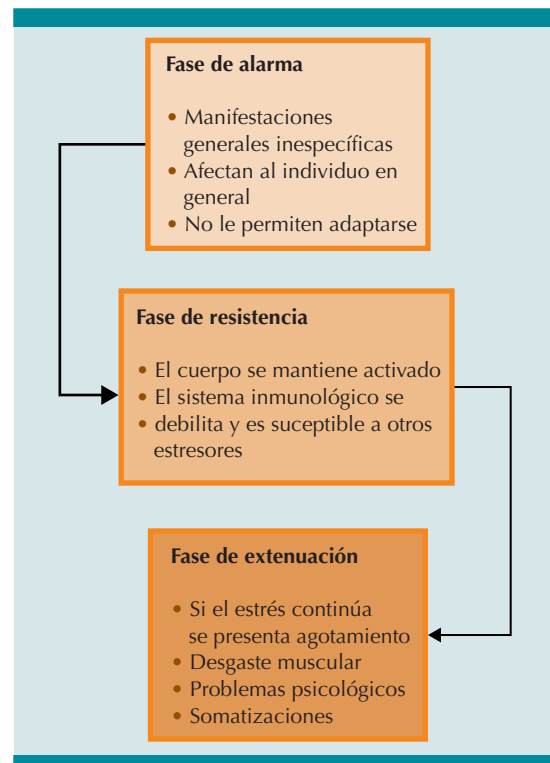 Fase de alarma
• Manifestaciones
generales inespecíficas
• Afectan al individuo en
general
• No le permiten adaptarse
Fase de resistencia
• El cuerpo se mantiene activado
• El sistema inmunológico se
• debilita y es suceptible a otros
estresores
Fase de extenuación
• Si el estrés continúa
se presenta agotamiento
• Desgaste muscular
• Problemas psicológicos
• Somatizaciones